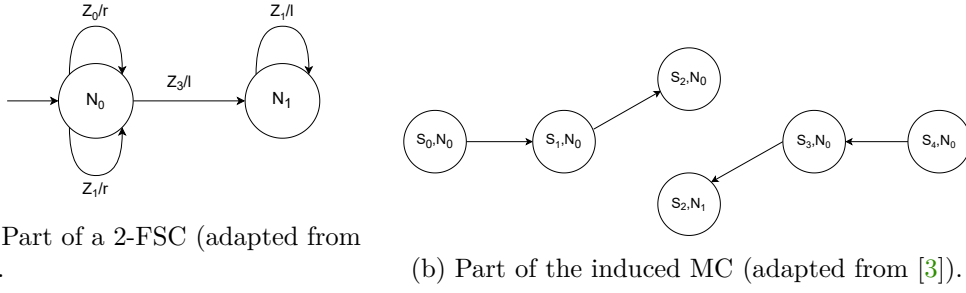 Z0/r
Z1/l
Z3/l
N0
N1
Z1/r
S2,N0
S0,N0
S1,N0
S3,N0
S4,N0
S2,N1
Part of a 2-FSC (adapted from
.
(b) Part of the induced MC (adapted from [3]).